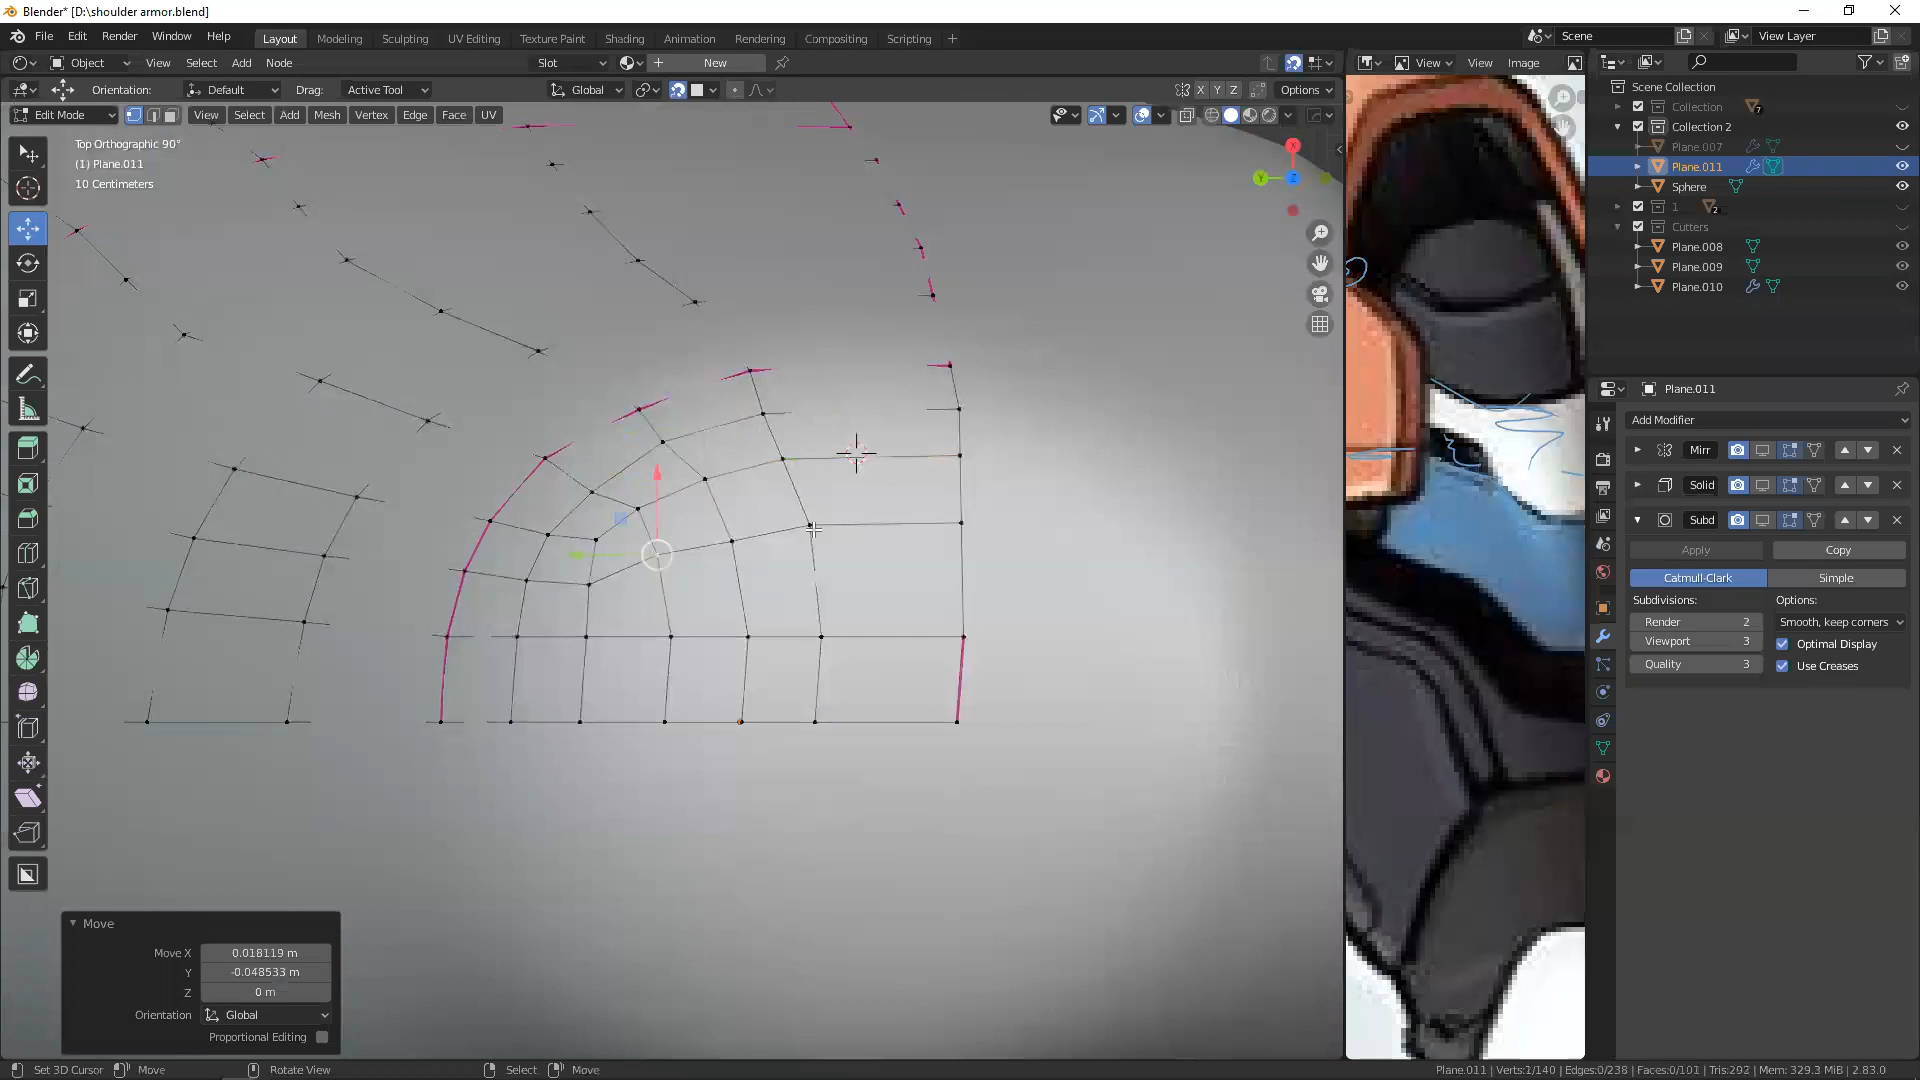 Blender* [D:\shoulder armor.blend]
File Edit Render Window Help Layout Modeling Sculpting UV Editing Texture Paint Shading Animation Rendering Compositing Scripting Scene View Layer
Object View Select Add Node Slot New View View Image
Orientation: Default Drag: Active Tool Global X Y Z Options
Edit Mode View Select Add Mesh Vertex Edge Face UV
Top Orthographic 90°
(1) Plane.011
10 Centimeters
X
Y
Z
Scene Collection
Collection 7
Collection 2
Plane.007
Plane.011
Sphere
1 2
Cutters
Plane.008
Plane.009
Plane.010
Plane.011
Add Modifier
Mirr
Solid
Subd
Apply Copy
Catmull-Clark Simple
Subdivisions: Options:
Render 2 Smooth, keep corners
Viewport 3 Optimal Display
Quality 3 Use Creases
Move
Move X 0.018119 m
Y -0.048533 m
Z 0 m
Orientation Global
Proportional Editing
Set 3D Cursor Move Rotate View Select Move Plane.011 | Verts:1/140 | Edges:0/238 | Faces:0/101 | Tris:292 | Mem: 329.3 MiB | 2.83.0